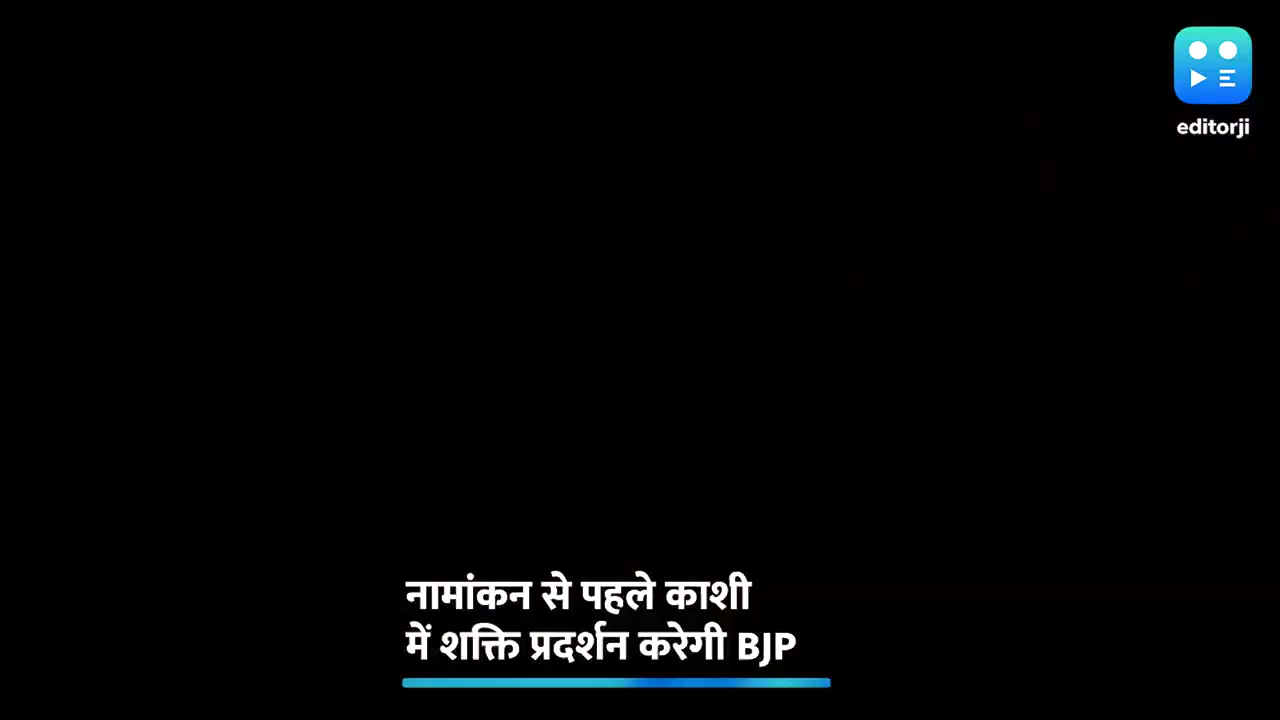 editorji
नामांकन से पहले काशी
में शक्ति प्रदर्शन करेगी BJP